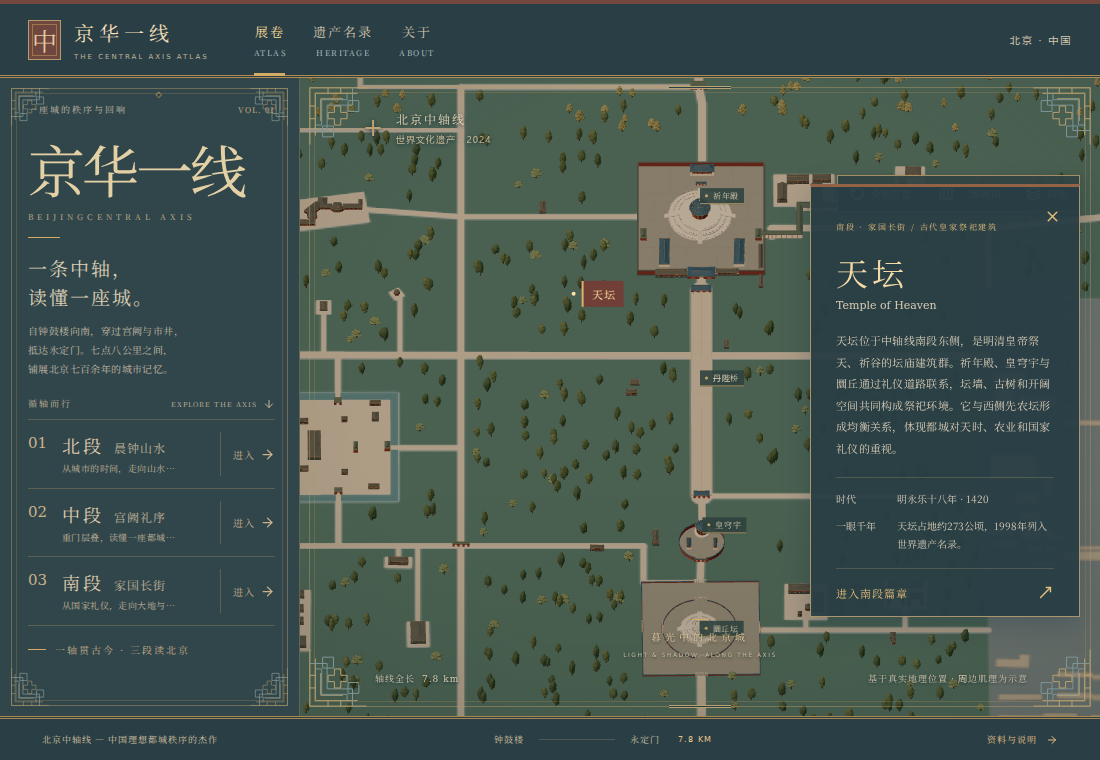 中
京华一线
THE CENTRAL AXIS ATLAS
展卷
ATLAS
遗产名录
HERITAGE
关于
ABOUT
北京 · 中国
一座城的秩序与回响
VOL. 01
京华一线
BEIJINGCENTRAL AXIS
一条中轴，
读懂一座城。
自钟鼓楼向南，穿过宫阙与市井，
抵达永定门。七点八公里之间，
铺展北京七百余年的城市记忆。
循轴而行
EXPLORE THE AXIS
01
北段 晨钟山水
从城市的时间，走向山水…
进入
02
中段 宫阙礼序
重门层叠，读懂一座都城…
进入
03
南段 家国长街
从国家礼仪，走向大地与…
进入
一轴贯古今 · 三段读北京
北京中轴线
世界文化遗产 · 2024
祈年殿
天坛
丹陛桥
皇穹宇
圜丘坛
暮光中的北京城
LIGHT & SHADOW ALONG THE AXIS
轴线全长 7.8 km
基于真实地理位置 · 周边肌理为示意
南段 · 家国长街 / 古代皇家祭祀建筑
天坛
Temple of Heaven
天坛位于中轴线南段东侧，是明清皇帝祭
天、祈谷的坛庙建筑群。祈年殿、皇穹宇与
圜丘通过礼仪道路联系，坛墙、古树和开阔
空间共同构成祭祀环境。它与西侧先农坛形
成均衡关系，体现都城对天时、农业和国家
礼仪的重视。
时代 明永乐十八年 · 1420
一眼千年 天坛占地约273公顷，1998年列入
世界遗产名录。
进入南段篇章
北京中轴线 — 中国理想都城秩序的杰作
钟鼓楼
永定门
7.8 KM
资料与说明